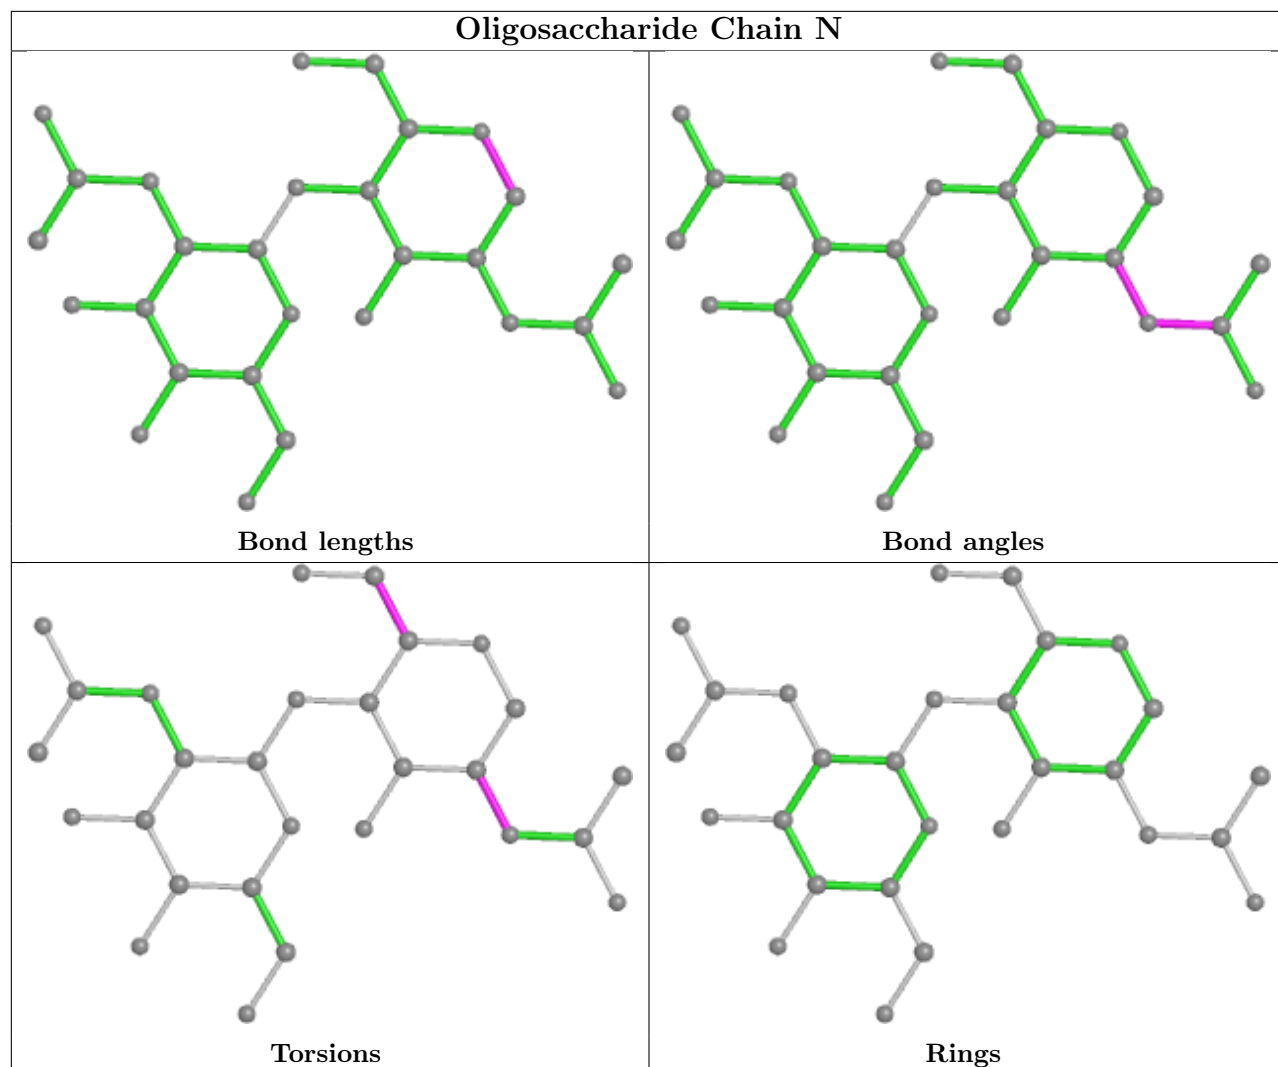 Oligosaccharide Chain N
Bond lengths
Bond angles
Torsions
Rings